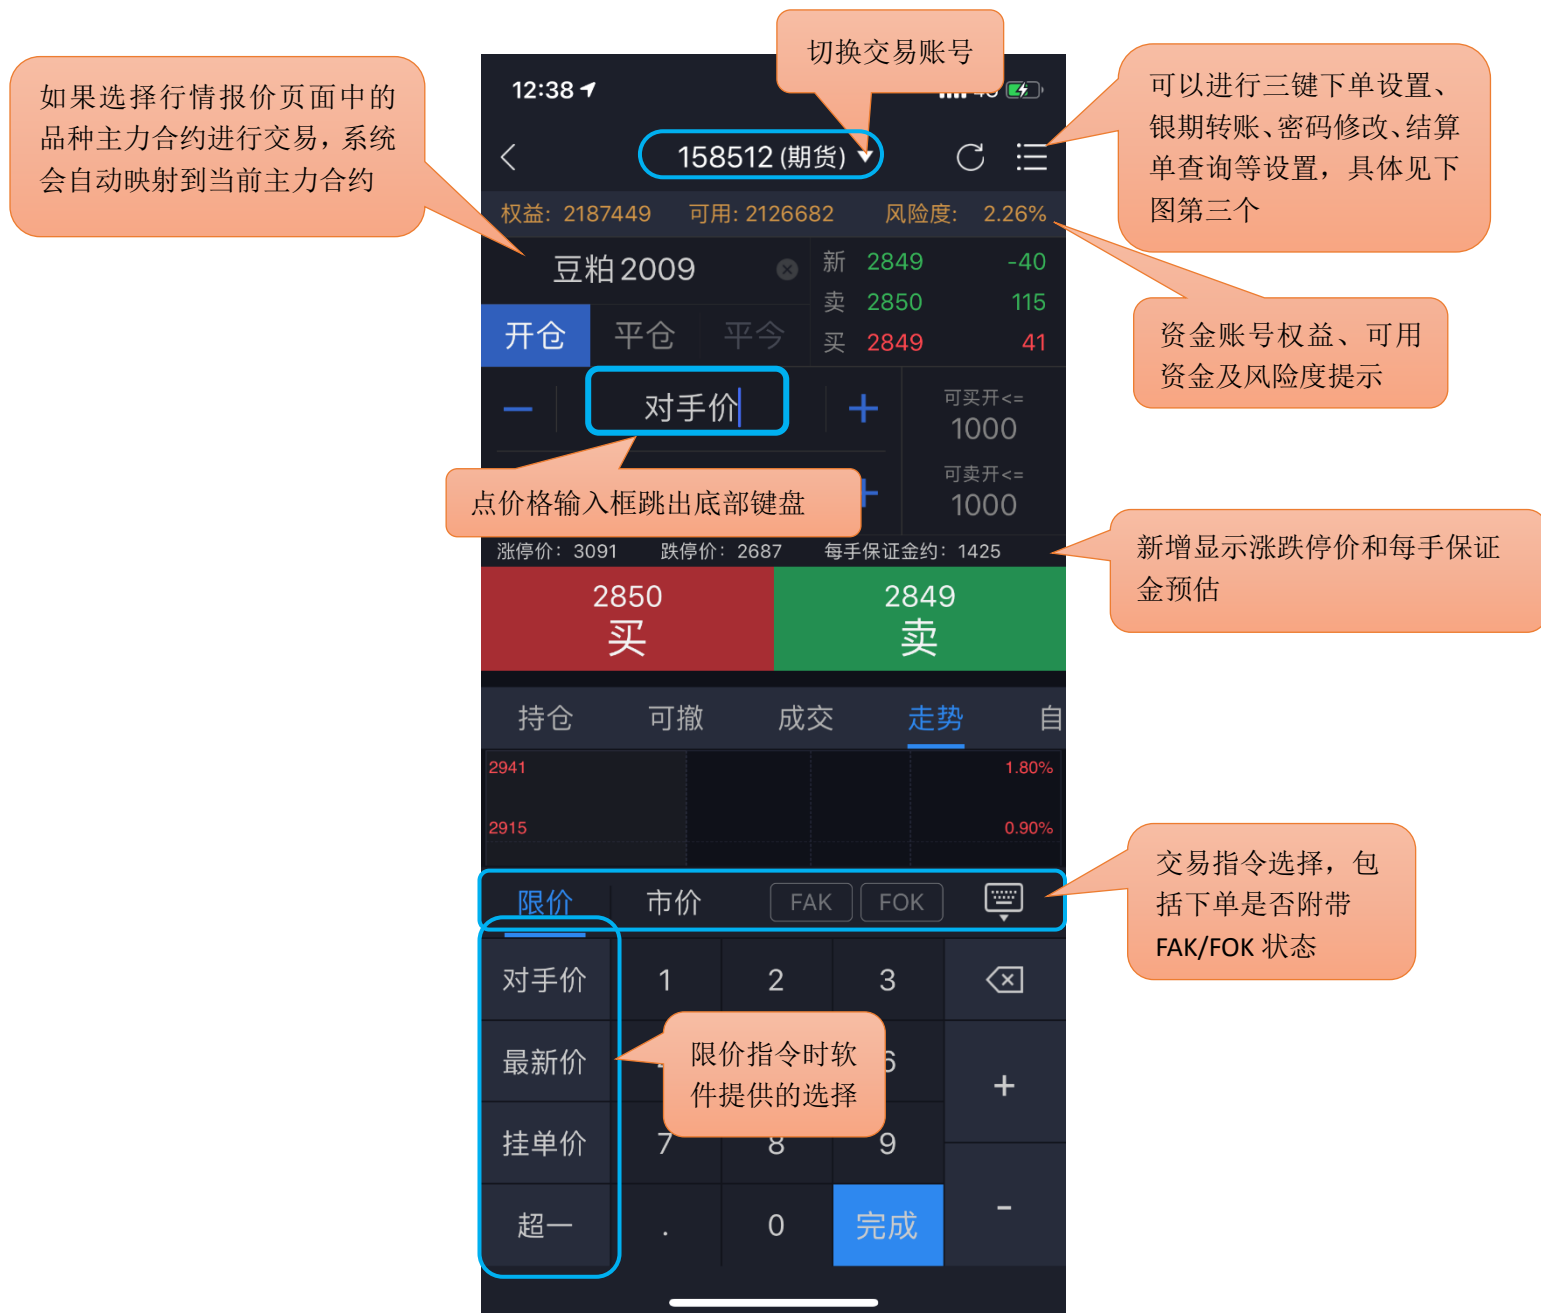 切换交易账号
如果选择行情报价页面中的
品种主力合约进行交易,系统
会自动映射到当前主力合约
可以进行三键下单设置、
银期转账、密码修改、结算
单查询等设置，具体见下
图第三个
12:38
158512 (期货)
权益: 2187449 可用: 2126682 风险度: 2.26%
豆粕2009
新 2849 -40
卖 2850 115
买 2849 41
开仓 平仓 平今
资金账号权益、可用
资金及风险度提示
− 对手价 +
可买开<=
1000
可卖开<=
1000
点价格输入框跳出底部键盘
+
涨停价: 3091 跌停价: 2687 每手保证金约: 1425
新增显示涨跌停价和每手保证
金预估
2850
买
2849
卖
持仓 可撤 成交 走势 自
2941 1.80%
2915 0.90%
交易指令选择，包
括下单是否附带
FAK/FOK 状态
限价 市价 FAK FOK
对手价 1 2 3
最新价 +
限价指令时软
件提供的选择
挂单价 7 8 9
超一 . 0 完成 -